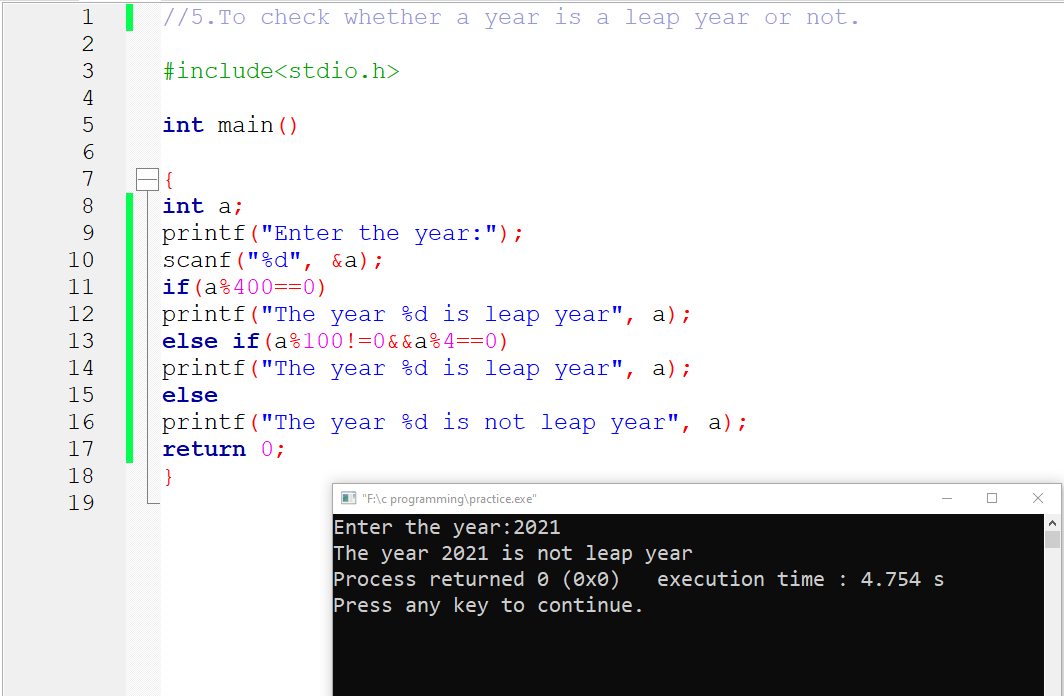 1 //5.To check whether a year is a leap year or not.
2
3 #include<stdio.h>
4
5 int main()
6
7 {
8 int a;
9 printf("Enter the year:");
10 scanf("%d", &a);
11 if(a%400==0)
12 printf("The year %d is leap year", a);
13 else if(a%100!=0&&a%4==0)
14 printf("The year %d is leap year", a);
15 else
16 printf("The year %d is not leap year", a);
17 return 0;
18 }
19
"F:\c programming\practice.exe"
Enter the year:2021
The year 2021 is not leap year
Process returned 0 (0x0)   execution time : 4.754 s
Press any key to continue.